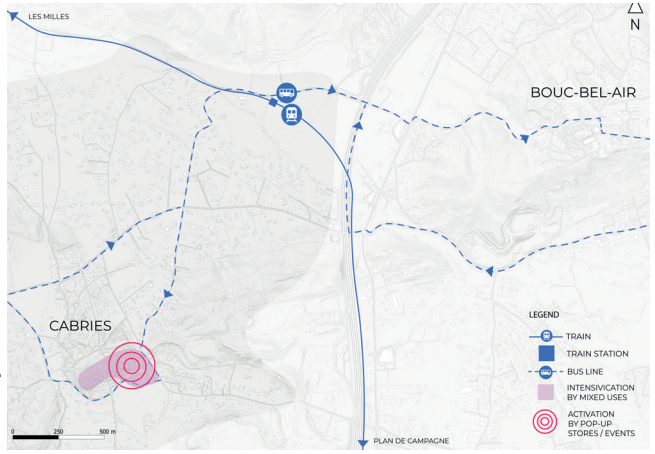 LES MILLES
N
BOUC-BEL-AIR
CABRIES
LEGEND
TRAIN
TRAIN STATION
BUS LINE
INTENSIVICATION
BY MIXED USES
ACTIVATION
BY POP-UP
STORES / EVENTS
0 250 500 m
PLAN DE CAMPAGNE